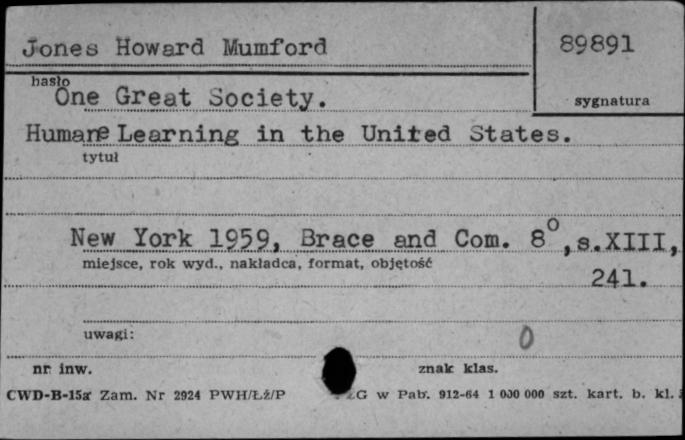 Jones Howard Mumford
89891
hasło
sygnatura
One Great Society.
Humane Learning in the United States.
tytuł
New York 1959, Brace and Com. 8°, s.XIII,
miejsce, rok wyd., nakładca, format, objętość
241.
uwagi:
0
nr inw.
znak klas.
CWD-B-15a Zam. Nr 2924 PWH/Łż/P
ZG w Pab. 912-64 1 000 000 szt. kart. b. kl.